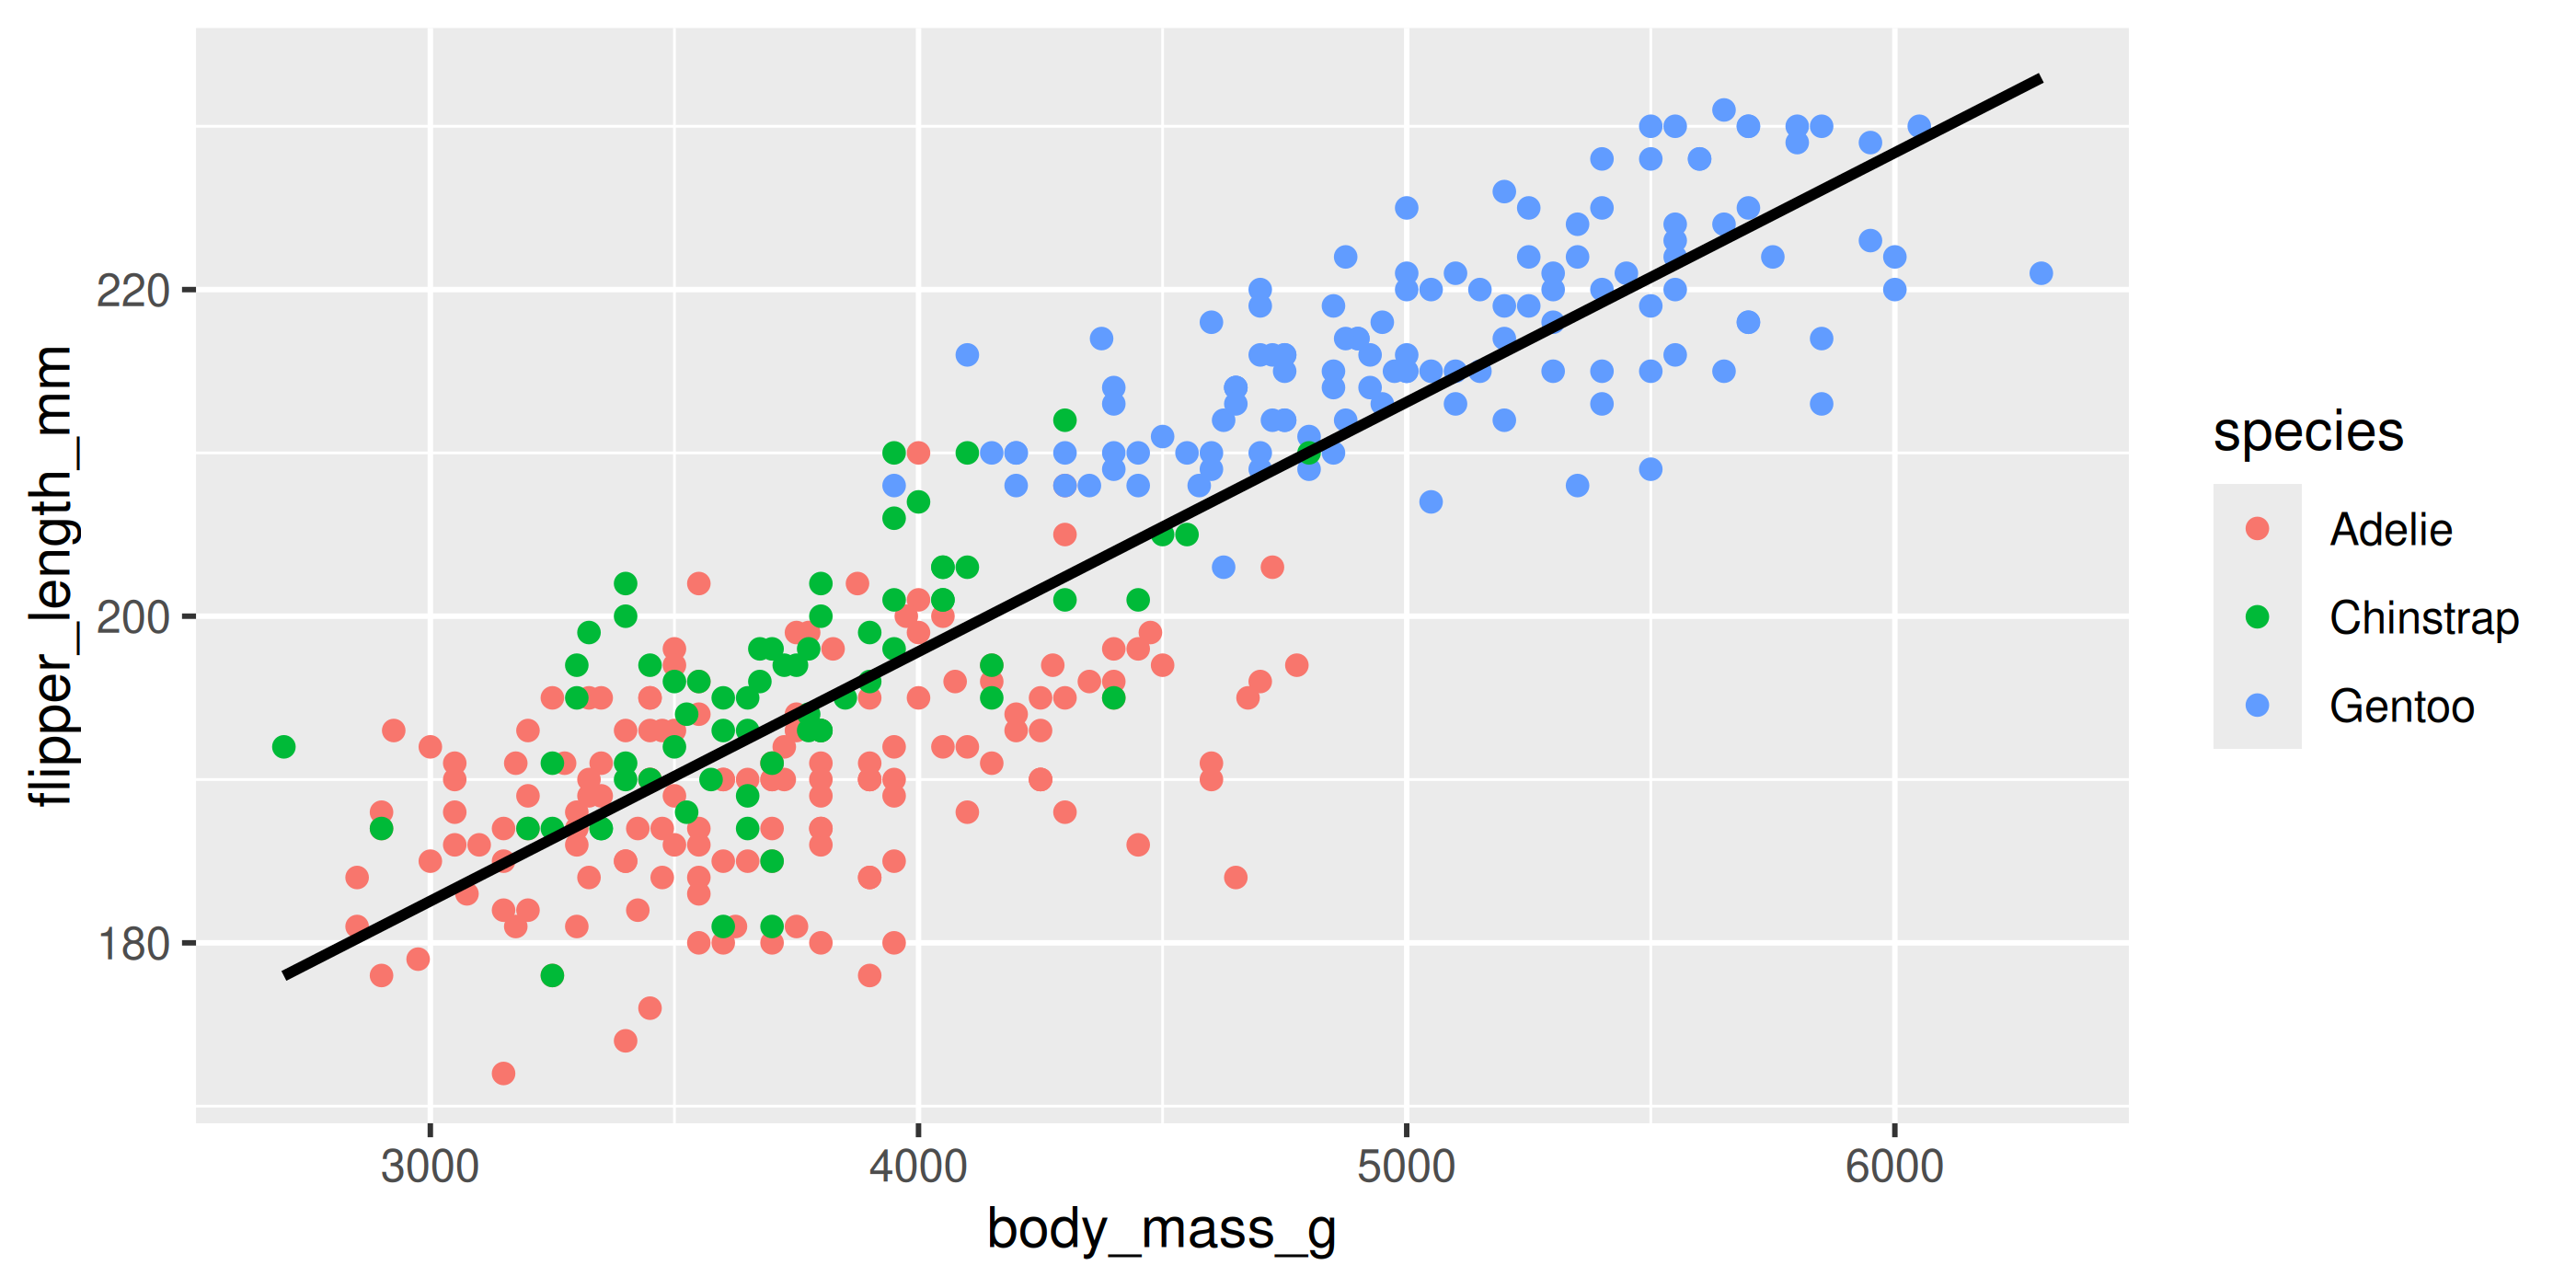 flipper_length_mm
220
200
180
3000 4000 5000 6000
body_mass_g
species
Adelie
Chinstrap
Gentoo